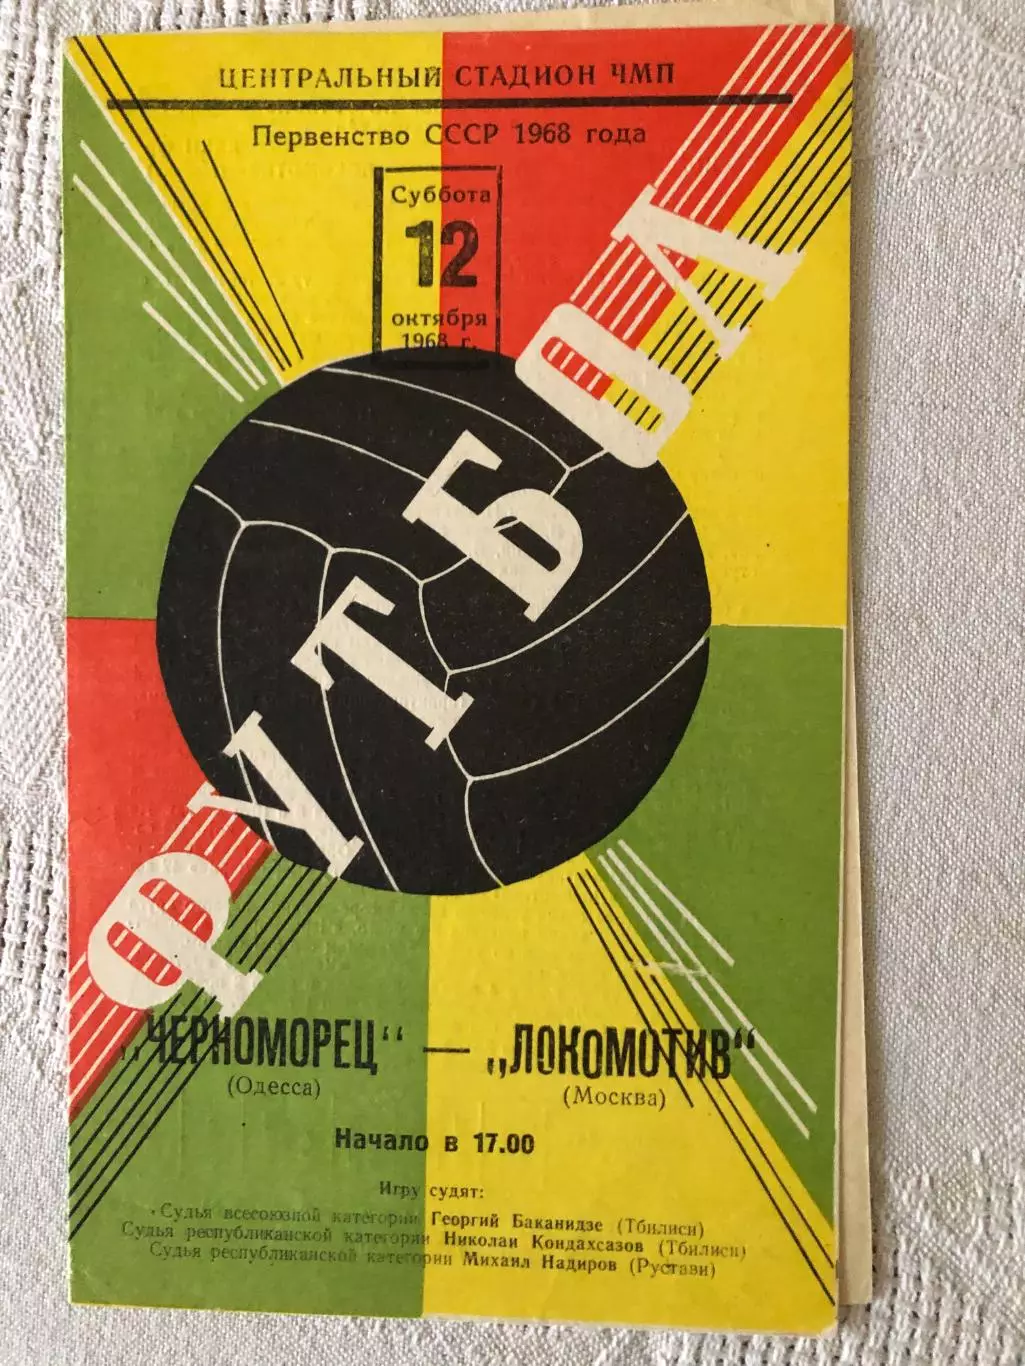 ЦЕНТРАЛЬНЫЙ СТАДИОН ЧМП
Первенство СССР 1968 года
Суббота
12
октября
1968 г.
ФУТБОЛ
„ЧЕРНОМОРЕЦ“ — „ЛОКОМОТИВ“
(Одесса) (Москва)
Начало в 17.00
Игру судят:
Судья всесоюзной категории Георгий Баканидзе (Тбилиси)
Судья республиканской категории Николаи Кондахсазов (Тбилиси)
Судья республиканской категории Михаил Надиров (Рустави)